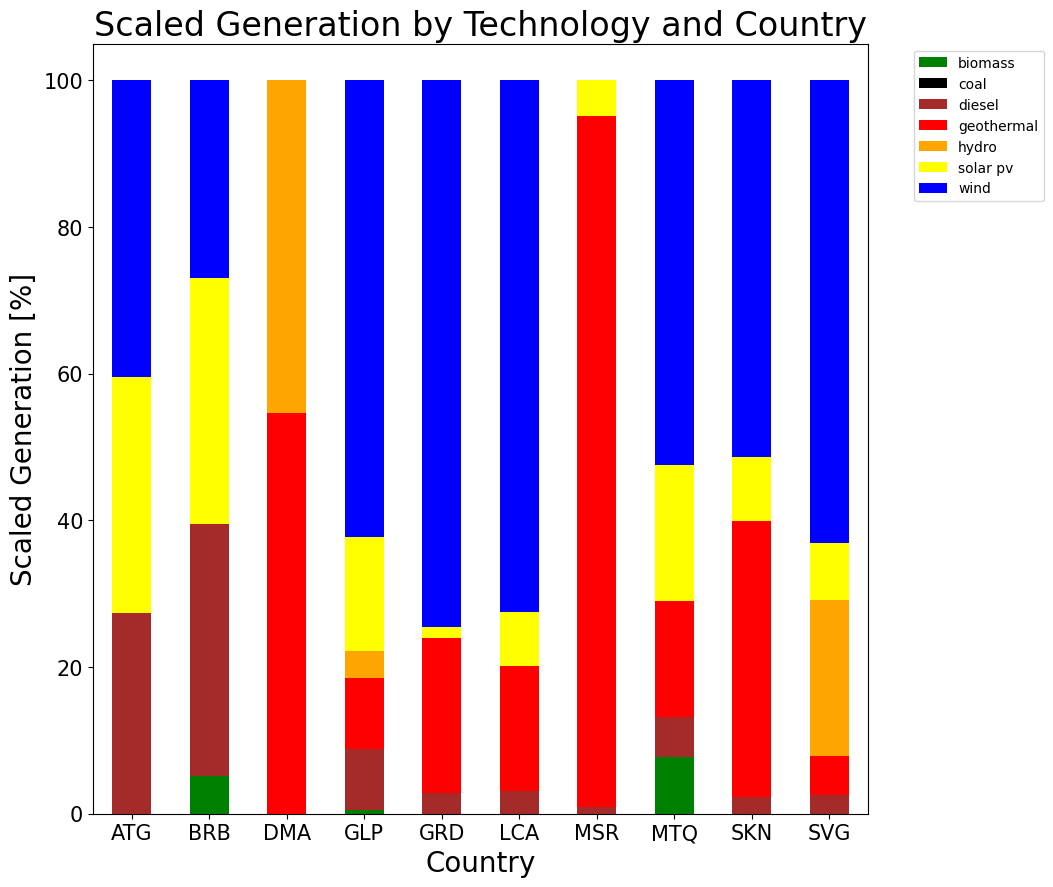 Scaled Generation by Technology and Country
Scaled Generation [%]
100
80
60
40
20
0
ATG BRB DMA GLP GRD LCA MSR MTQ SKN SVG
Country
biomass
coal
diesel
geothermal
hydro
solar pv
wind